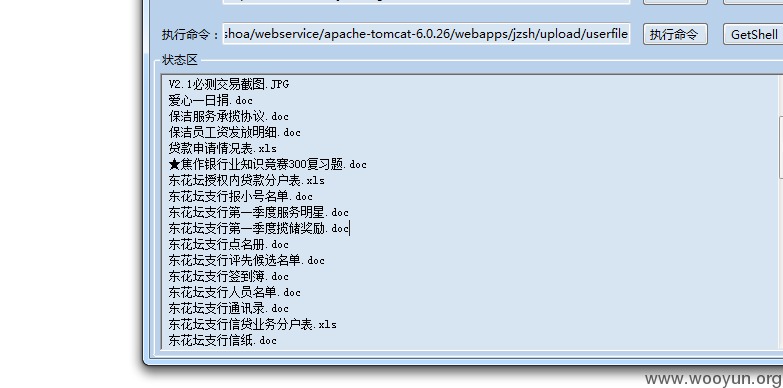 执行命令：shoa/webservice/apache-tomcat-6.0.26/webapps/jzsh/upload/userfile 执行命令 GetShell
状态区
V2.1必测交易截图.JPG
爱心一日捐.doc
保洁服务承揽协议.doc
保洁员工资发放明细.doc
贷款申请情况表.xls
★焦作银行业知识竞赛300复习题.doc
东花坛授权内贷款分户表.xls
东花坛支行报小号名单.doc
东花坛支行第一季度服务明星.doc
东花坛支行第一季度揽储奖励.doc
东花坛支行点名册.doc
东花坛支行评先候选名单.doc
东花坛支行签到簿.doc
东花坛支行人员名单.doc
东花坛支行通讯录.doc
东花坛支行信贷业务分户表.xls
东花坛支行信纸.doc
www.wooyun.org